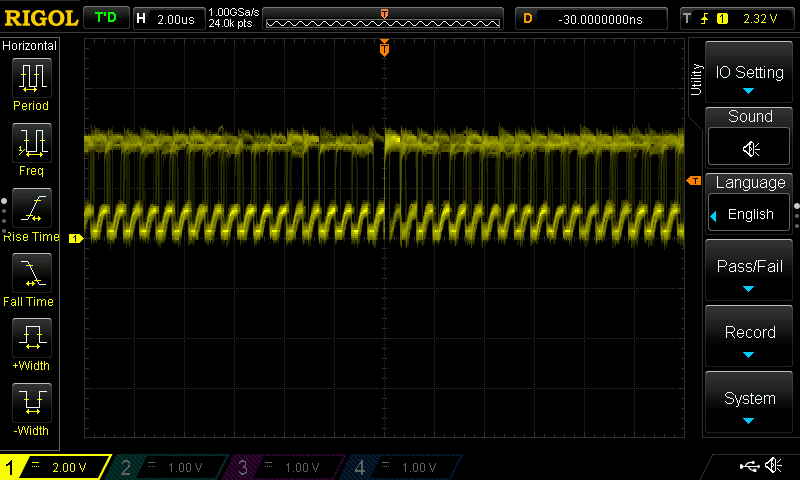 RIGOL T'D H 2.00us 1.00GSa/s
24.0k pts
T
D -30.0000000ns T 1 2.32 V
Horizontal
Period
Freq
Rise Time
Fall Time
+Width
-Width
T
T
1
Utility
IO Setting
Sound
Language
English
Pass/Fail
Record
System
1 2.00 V 2 1.00 V 3 1.00 V 4 1.00 V